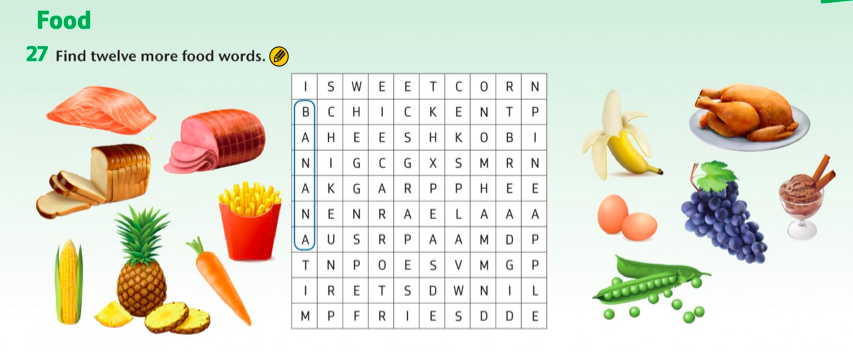 Food
27 Find twelve more food words.
I S W E E T C O R N
B C H I C K E N T P
A H E E S H K O B I
N I G C G X S M R N
A K G A R P P H E E
N E N R A E L A A A
A U S R P A A M D P
T N P O E S V M G P
I R E T S D W N I L
M P F R I E S D D E